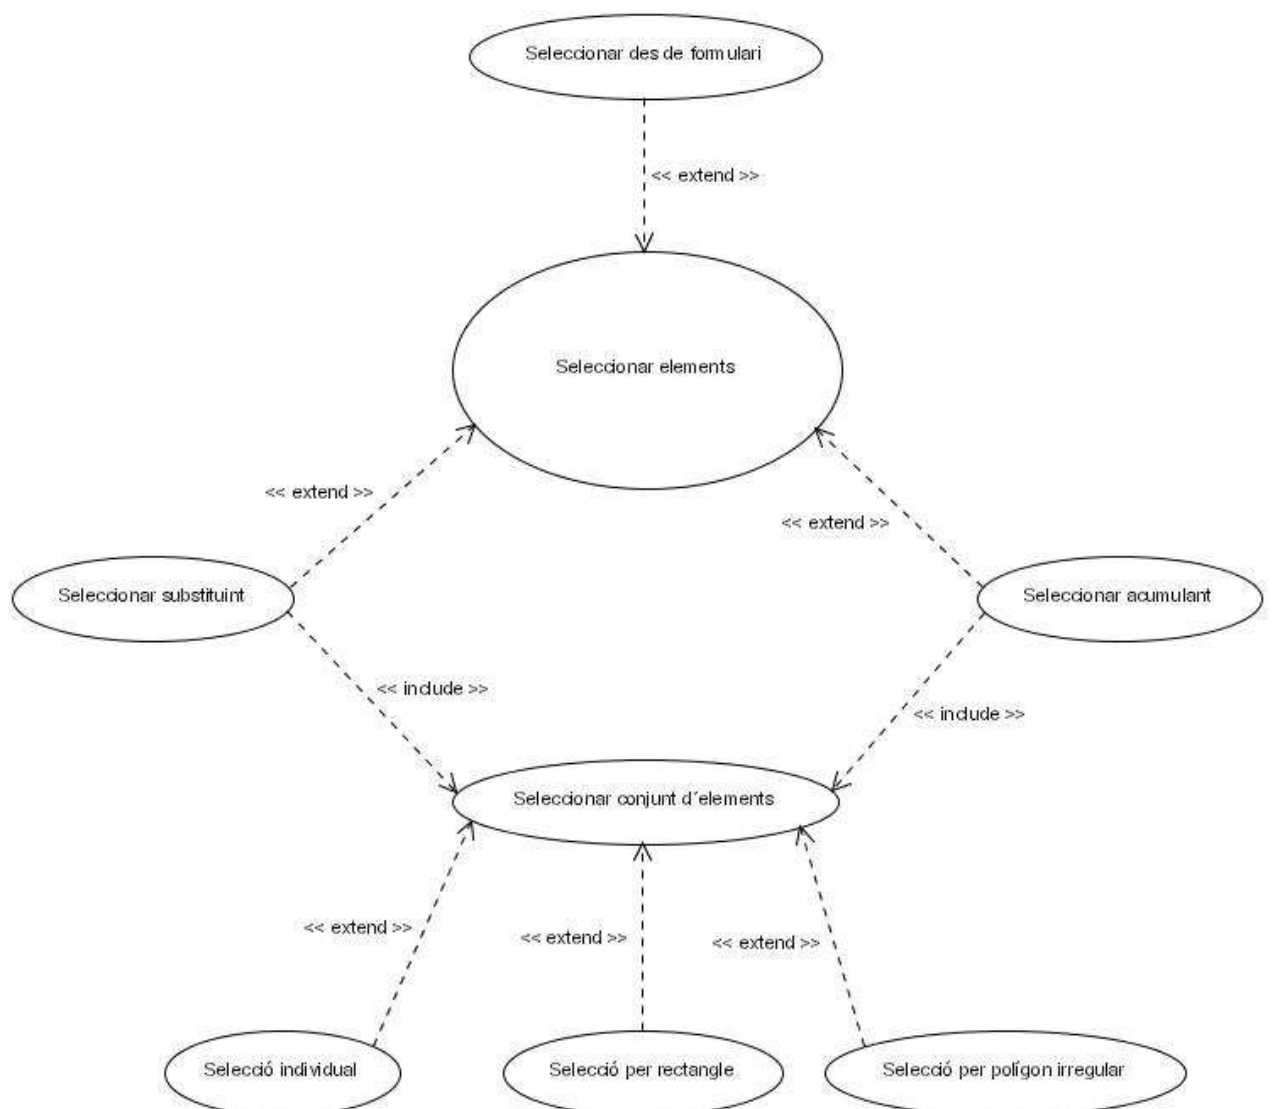 Seleccionar des de formulari
<< extend >>
Seleccionar elements
<< extend >>
<< extend >>
Seleccionar substituint
Seleccionar acumulant
<< include >>
<< include >>
Seleccionar conjunt d´elements
<< extend >>
<< extend >>
<< extend >>
Selecció individual
Selecció per rectangle
Selecció per polígon irregular